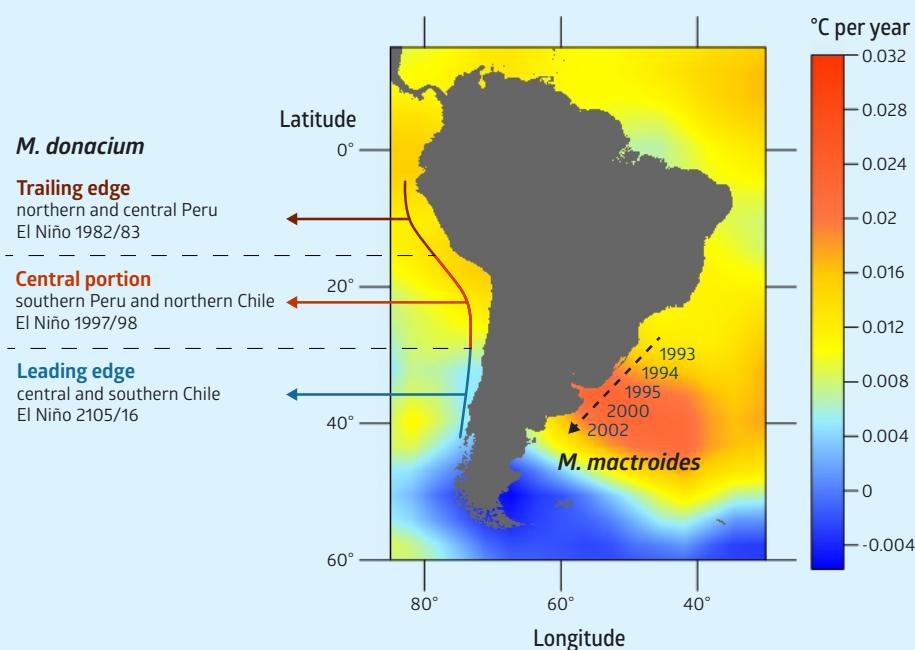 °C per year
0.032
0.028
0.024
0.02
0.016
0.012
0.008
0.004
0
-0.004
Latitude
0°
20°
40°
60°
M. donacium
Trailing edge
northern and central Peru
El Niño 1982/83
Central portion
southern Peru and northern Chile
El Niño 1997/98
Leading edge
central and southern Chile
El Niño 2105/16
1993
1994
1995
2000
2002
M. mactroides
80°
60°
40°
Longitude